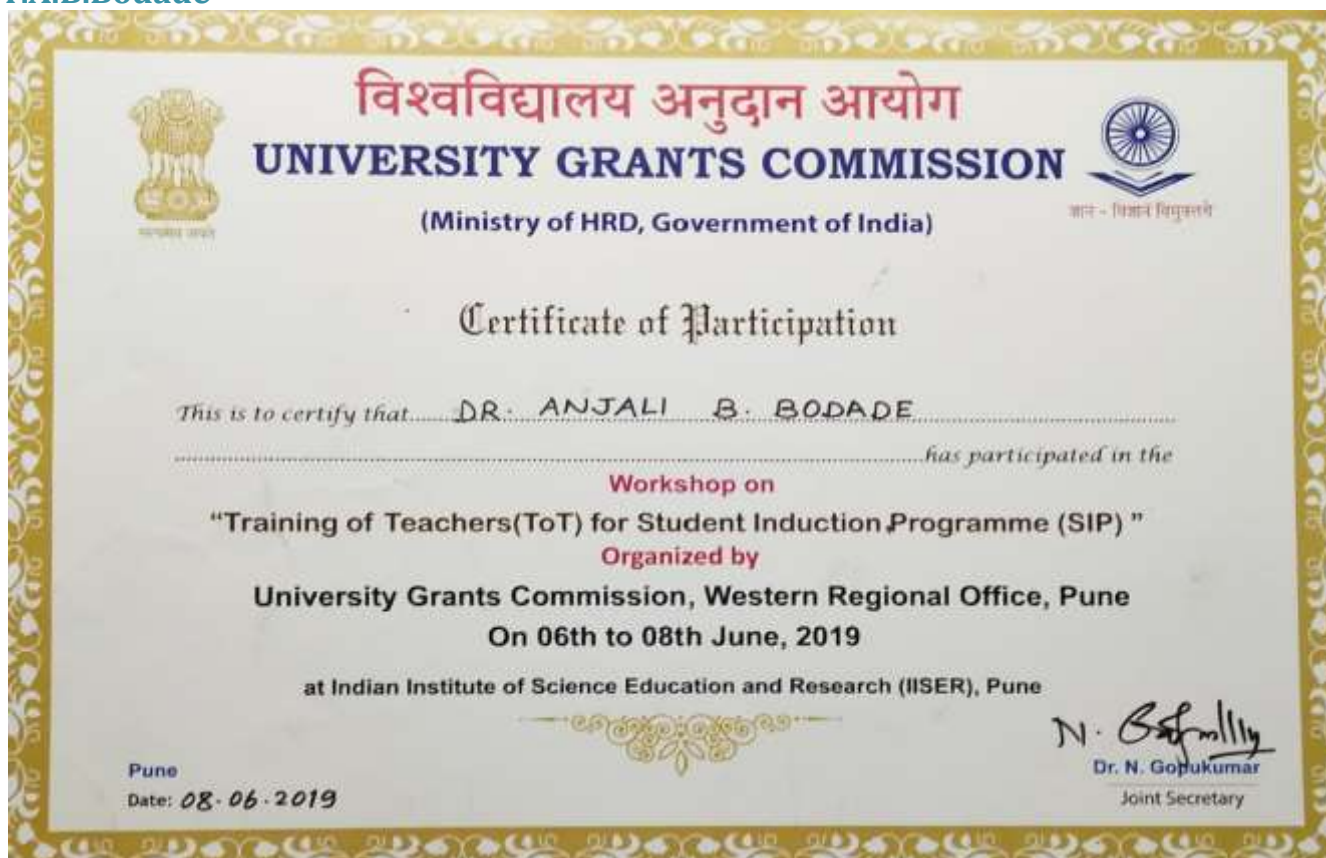 विश्वविद्यालय अनुदान आयोग
UNIVERSITY GRANTS COMMISSION
(Ministry of HRD, Government of India)
सत्यमेव जयते
ज्ञान - विज्ञानं विमुक्तये
Certificate of Participation
This is to certify that DR. ANJALI B. BODADE
has participated in the
Workshop on
“Training of Teachers(ToT) for Student Induction Programme (SIP) ”
Organized by
University Grants Commission, Western Regional Office, Pune
On 06th to 08th June, 2019
at Indian Institute of Science Education and Research (IISER), Pune
Dr. N. Gopukumar
Joint Secretary
Pune
Date: 08-06-2019